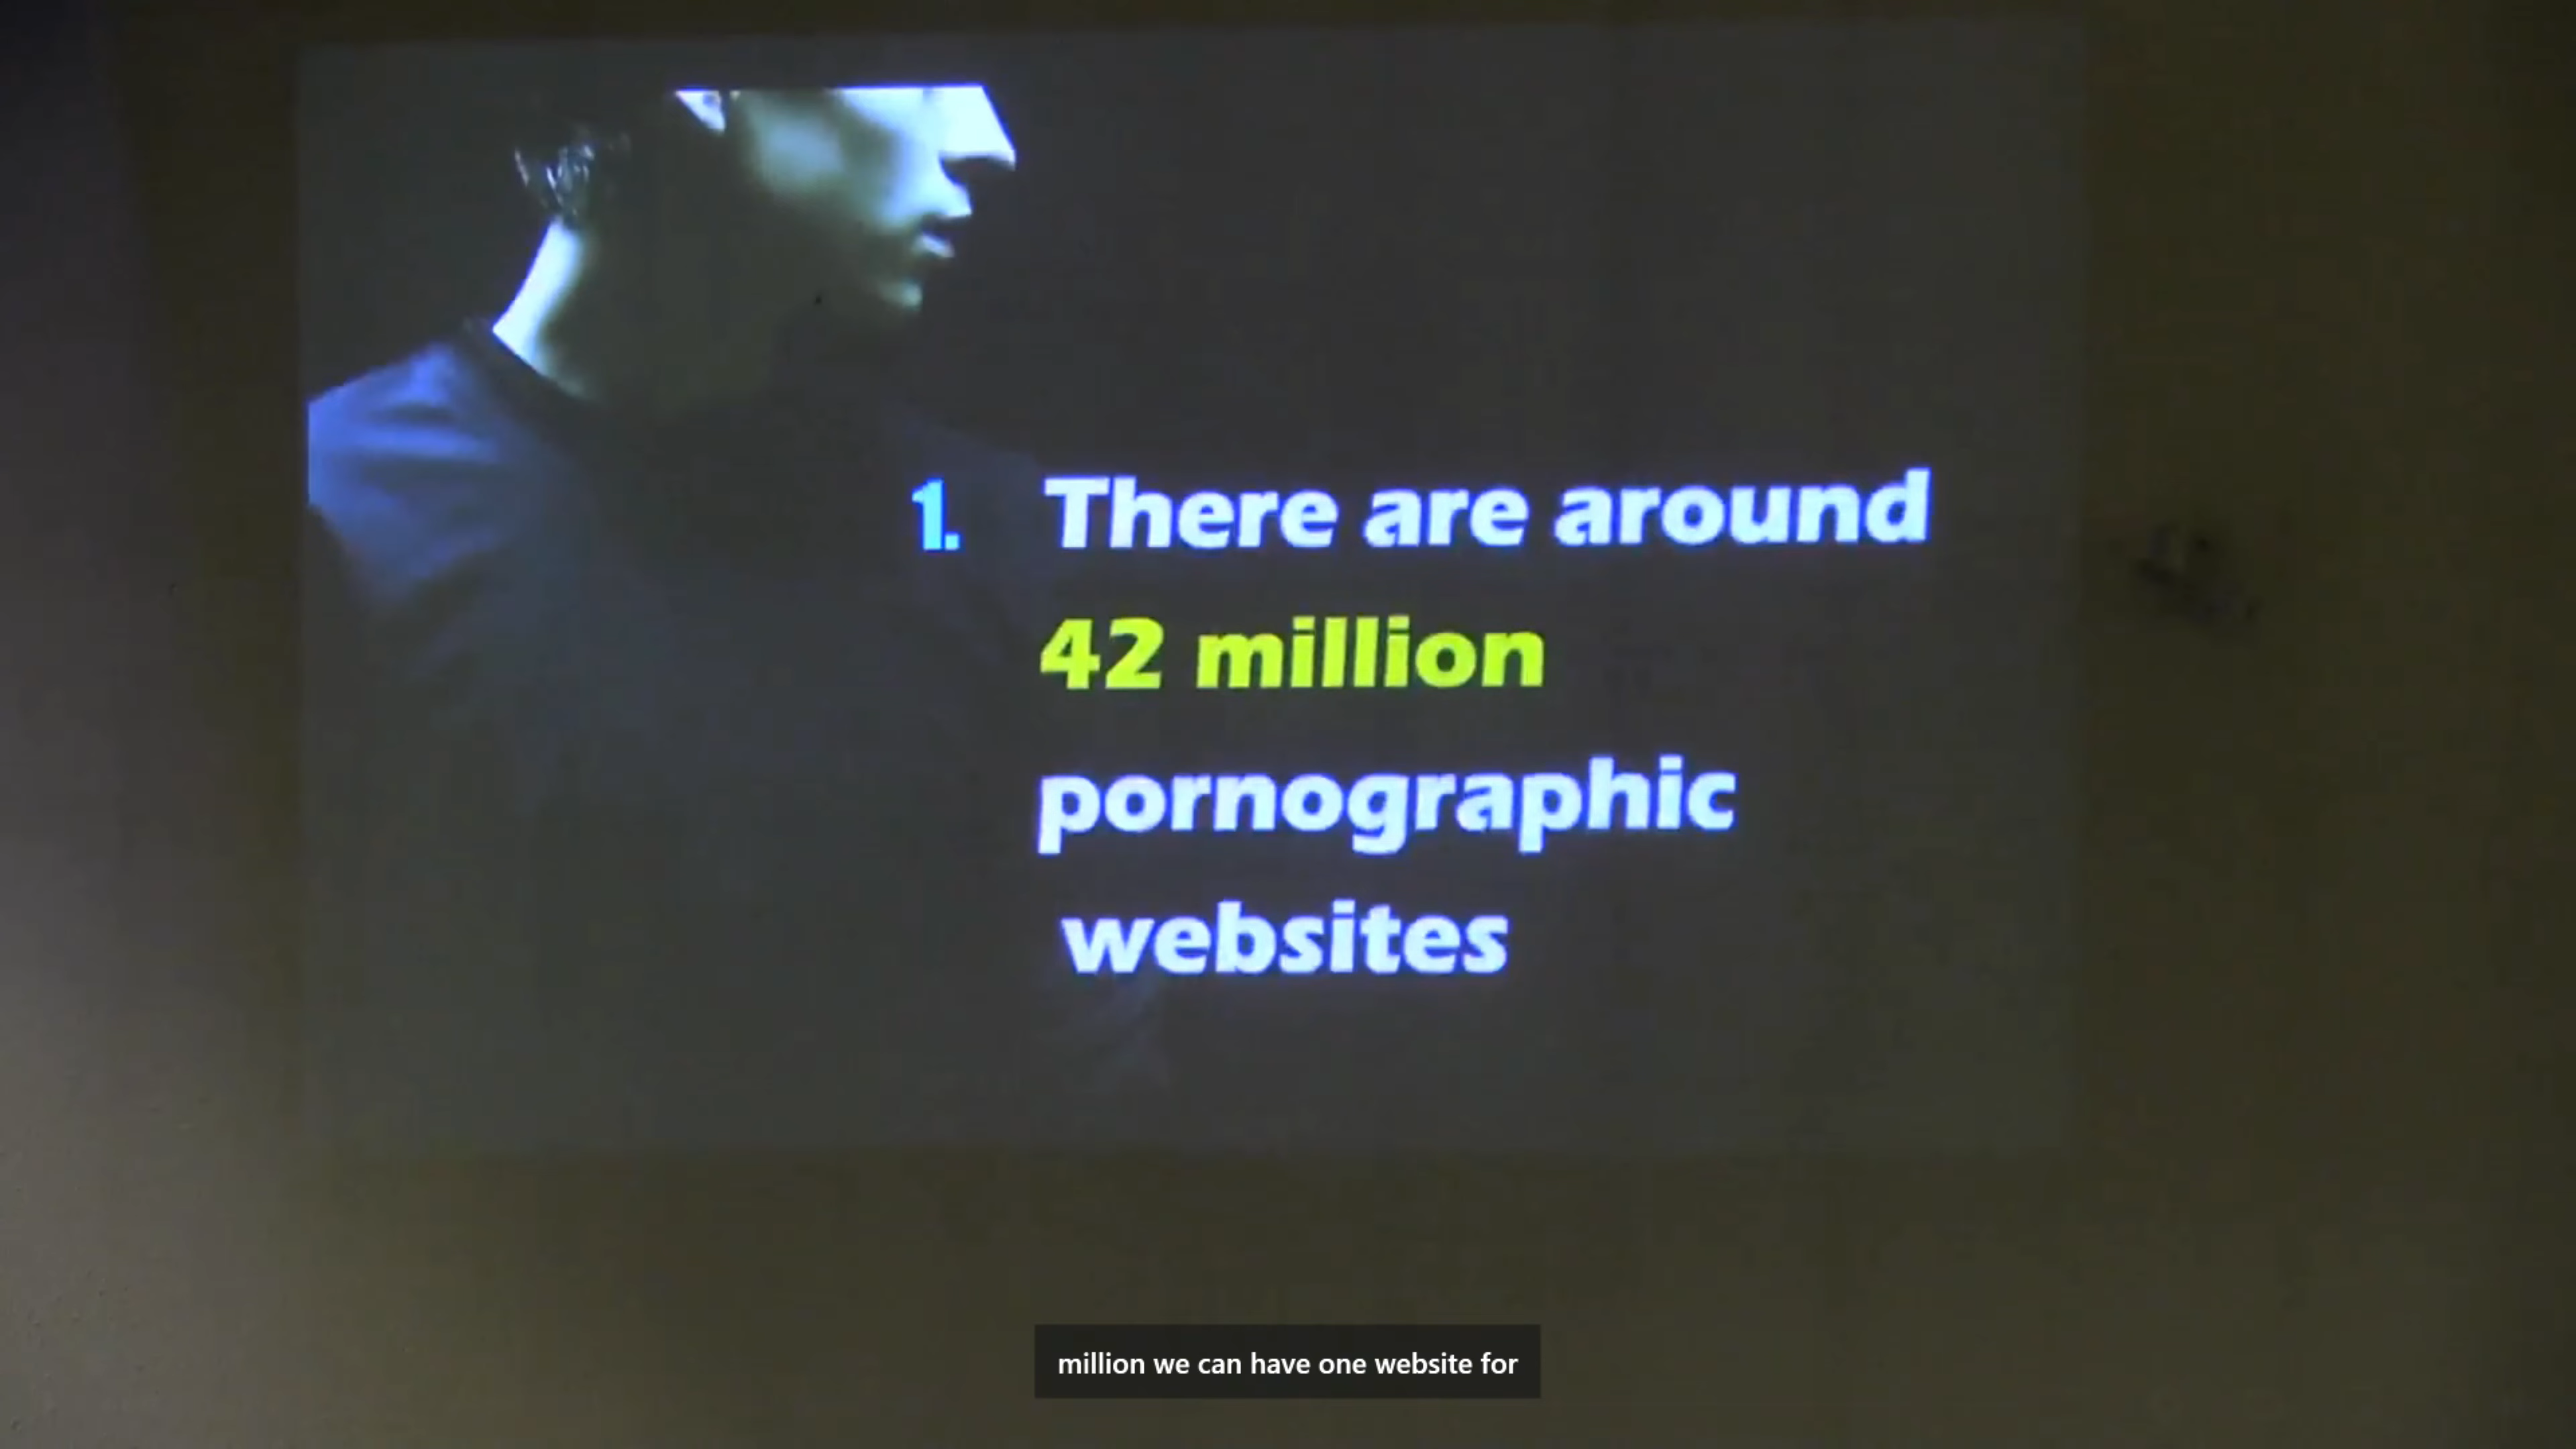 1. There are around
42 million
pornographic
websites
million we can have one website for